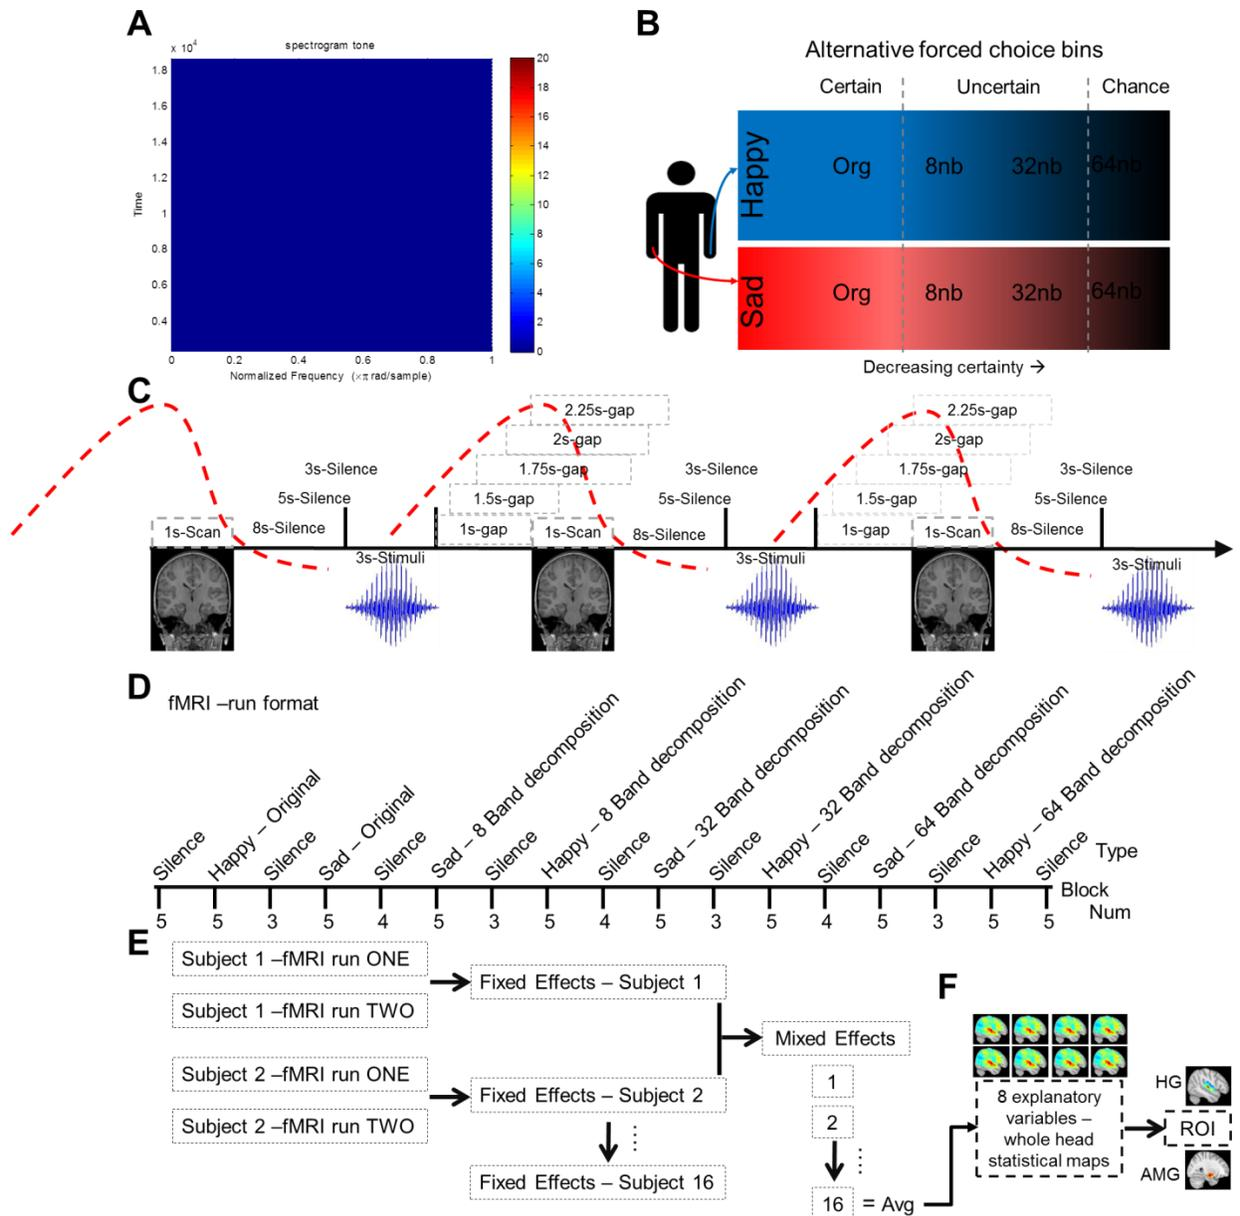 A
x 10⁴
spectrogram tone
1.8
1.6
1.4
1.2
1
0.8
0.6
0.4
Time
0 0.2 0.4 0.6 0.8 1
Normalized Frequency (×π rad/sample)
20
18
16
14
12
10
8
6
4
2
0
B
Alternative forced choice bins
Certain Uncertain Chance
Happy
Org 8nb 32nb 64nb
Sad
Org 8nb 32nb 64nb
Decreasing certainty →
C
2.25s-gap 2.25s-gap
2s-gap 2s-gap
3s-Silence 1.75s-gap 3s-Silence 1.75s-gap 3s-Silence
5s-Silence 1.5s-gap 5s-Silence 1.5s-gap 5s-Silence
1s-Scan 8s-Silence 1s-gap 1s-Scan 8s-Silence 1s-gap 1s-Scan 8s-Silence
3s-Stimuli 3s-Stimuli 3s-Stimuli
D
fMRI –run format
Silence
Happy – Original
Silence
Sad – Original
Silence
Sad – 8 Band decomposition
Silence
Happy – 8 Band decomposition
Silence
Sad – 32 Band decomposition
Silence
Happy – 32 Band decomposition
Silence
Sad – 64 Band decomposition
Silence
Happy – 64 Band decomposition
Silence
Type
Block
Num
5 5 3 5 4 5 3 5 4 5 3 5 4 5 3 5 5
E
Subject 1 –fMRI run ONE
Subject 1 –fMRI run TWO
Fixed Effects – Subject 1
Subject 2 –fMRI run ONE
Subject 2 –fMRI run TWO
Fixed Effects – Subject 2
Fixed Effects – Subject 16
Mixed Effects
1
2
16 = Avg
F
8 explanatory
variables –
whole head
statistical maps
HG
ROI
AMG